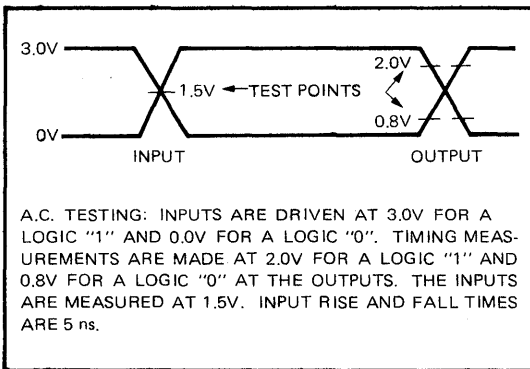 3.0V
2.0V
1.5V TEST POINTS
0.8V
0V
INPUT OUTPUT
A.C. TESTING: INPUTS ARE DRIVEN AT 3.0V FOR A
LOGIC "1" AND 0.0V FOR A LOGIC "0". TIMING MEAS-
UREMENTS ARE MADE AT 2.0V FOR A LOGIC "1" AND
0.8V FOR A LOGIC "0" AT THE OUTPUTS. THE INPUTS
ARE MEASURED AT 1.5V. INPUT RISE AND FALL TIMES
ARE 5 ns.